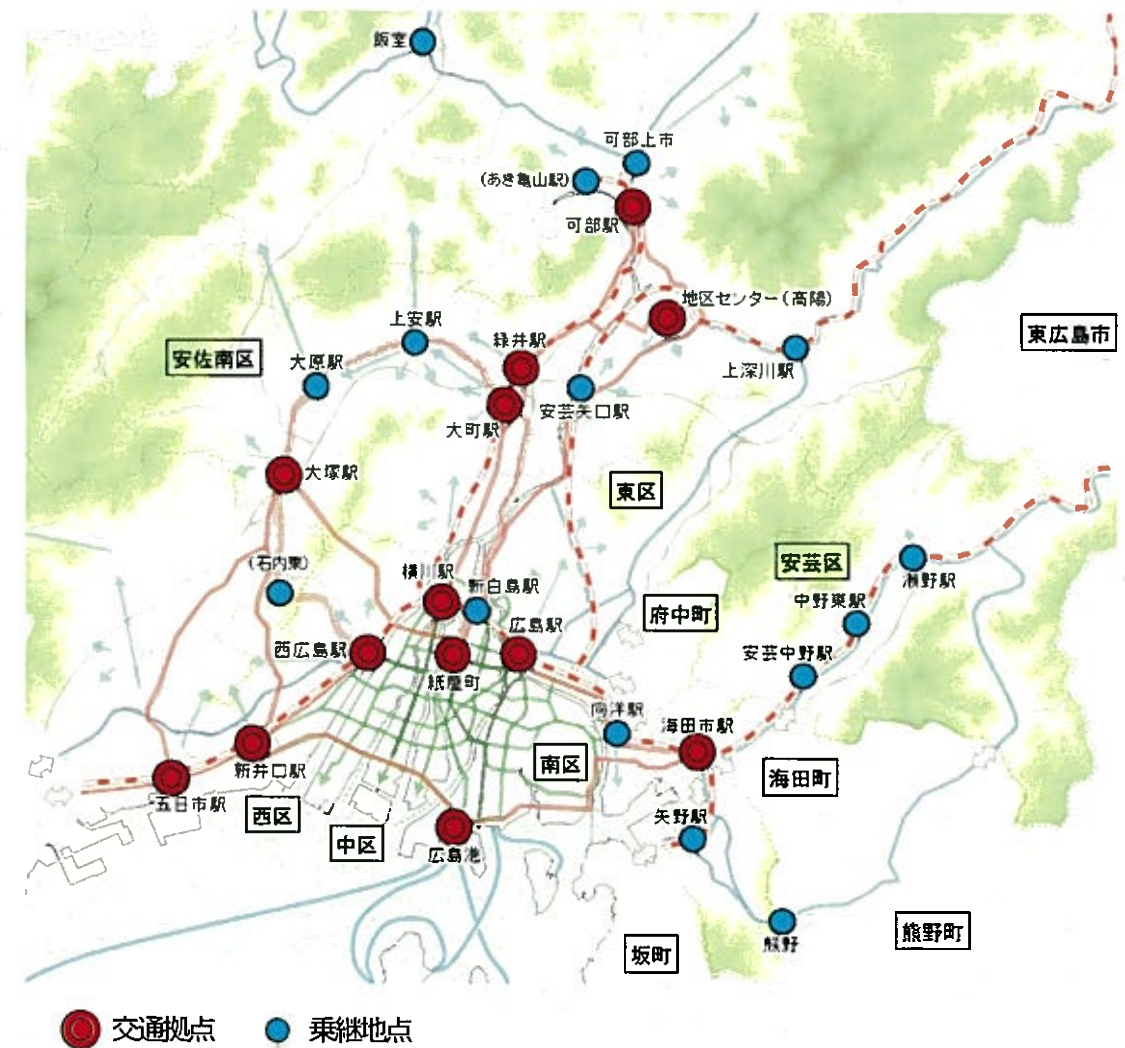 飯室
可部上市
(あき亀山駅)
可部駅
地区センター(高陽)
上安駅
緑井駅
東広島市
安佐南区
大原駅
上深川駅
安芸矢口駅
大町駅
大塚駅
東区
(石内東)
安芸区
横川駅
新白島駅
瀬野駅
中野東駅
府中町
広島駅
西広島駅
安芸中野駅
紙屋町
向洋駅
海田市駅
南区
新井口駅
海田町
五日市駅
西区
中区
矢野駅
広島港
熊野
熊野町
坂町
交通拠点
乗継地点